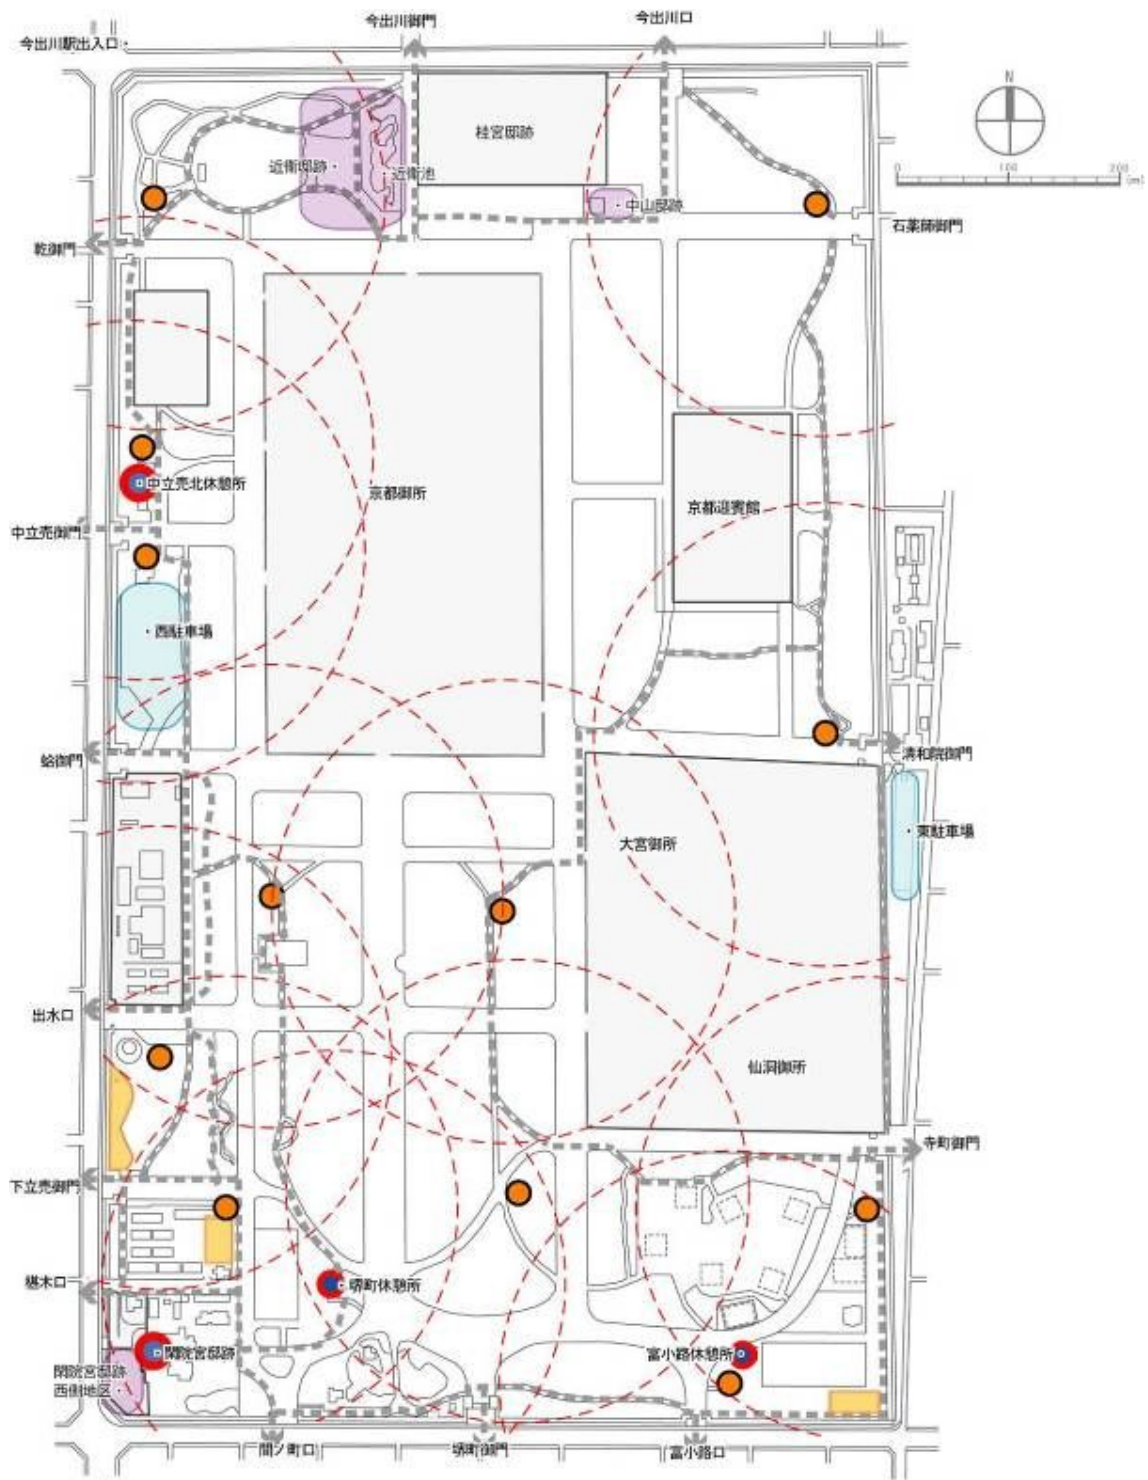 今出川御門
今出川口
今出川駅出入口
N
0
100
200
(m)
桂宮邸跡
近衛邸跡
近衛池
中山邸跡
石薬師御門
乾御門
中立売北休憩所
京都御所
京都迎賓館
中立売御門
西駐車場
蛤御門
清和院御門
大宮御所
東駐車場
出水口
仙洞御所
寺町御門
下立売御門
椹木口
堺町休憩所
閑院宮邸跡
富小路休憩所
閑院宮邸跡
西側地区
間ノ町口
堺町御門
富小路口